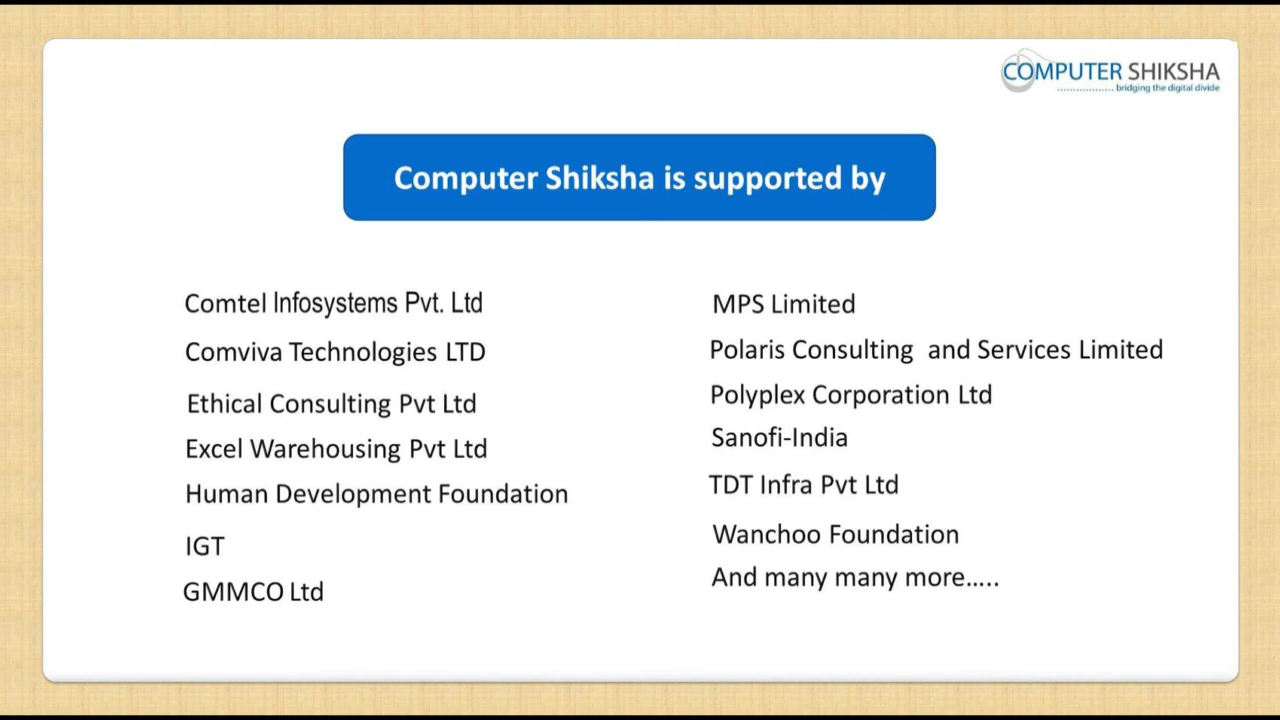 COMPUTER SHIKSHA
.............. bridging the digital divide
Computer Shiksha is supported by
Comtel Infosystems Pvt. Ltd
Comviva Technologies LTD
Ethical Consulting Pvt Ltd
Excel Warehousing Pvt Ltd
Human Development Foundation
IGT
GMMCO Ltd
MPS Limited
Polaris Consulting  and Services Limited
Polyplex Corporation Ltd
Sanofi-India
TDT Infra Pvt Ltd
Wanchoo Foundation
And many many more.....